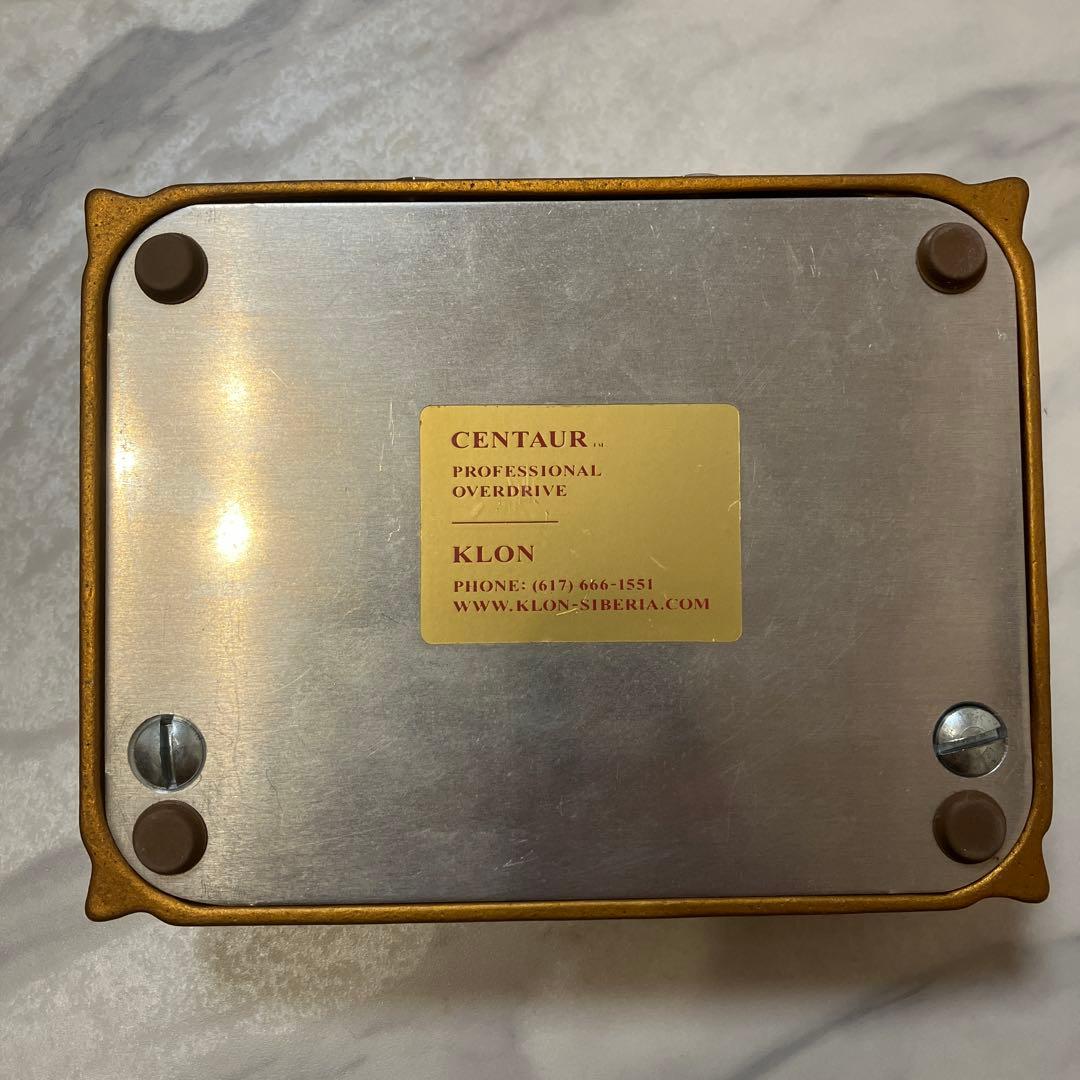 CENTAUR ™
PROFESSIONAL
OVERDRIVE
KLON
PHONE: (617) 666-1551
WWW.KLON-SIBERIA.COM